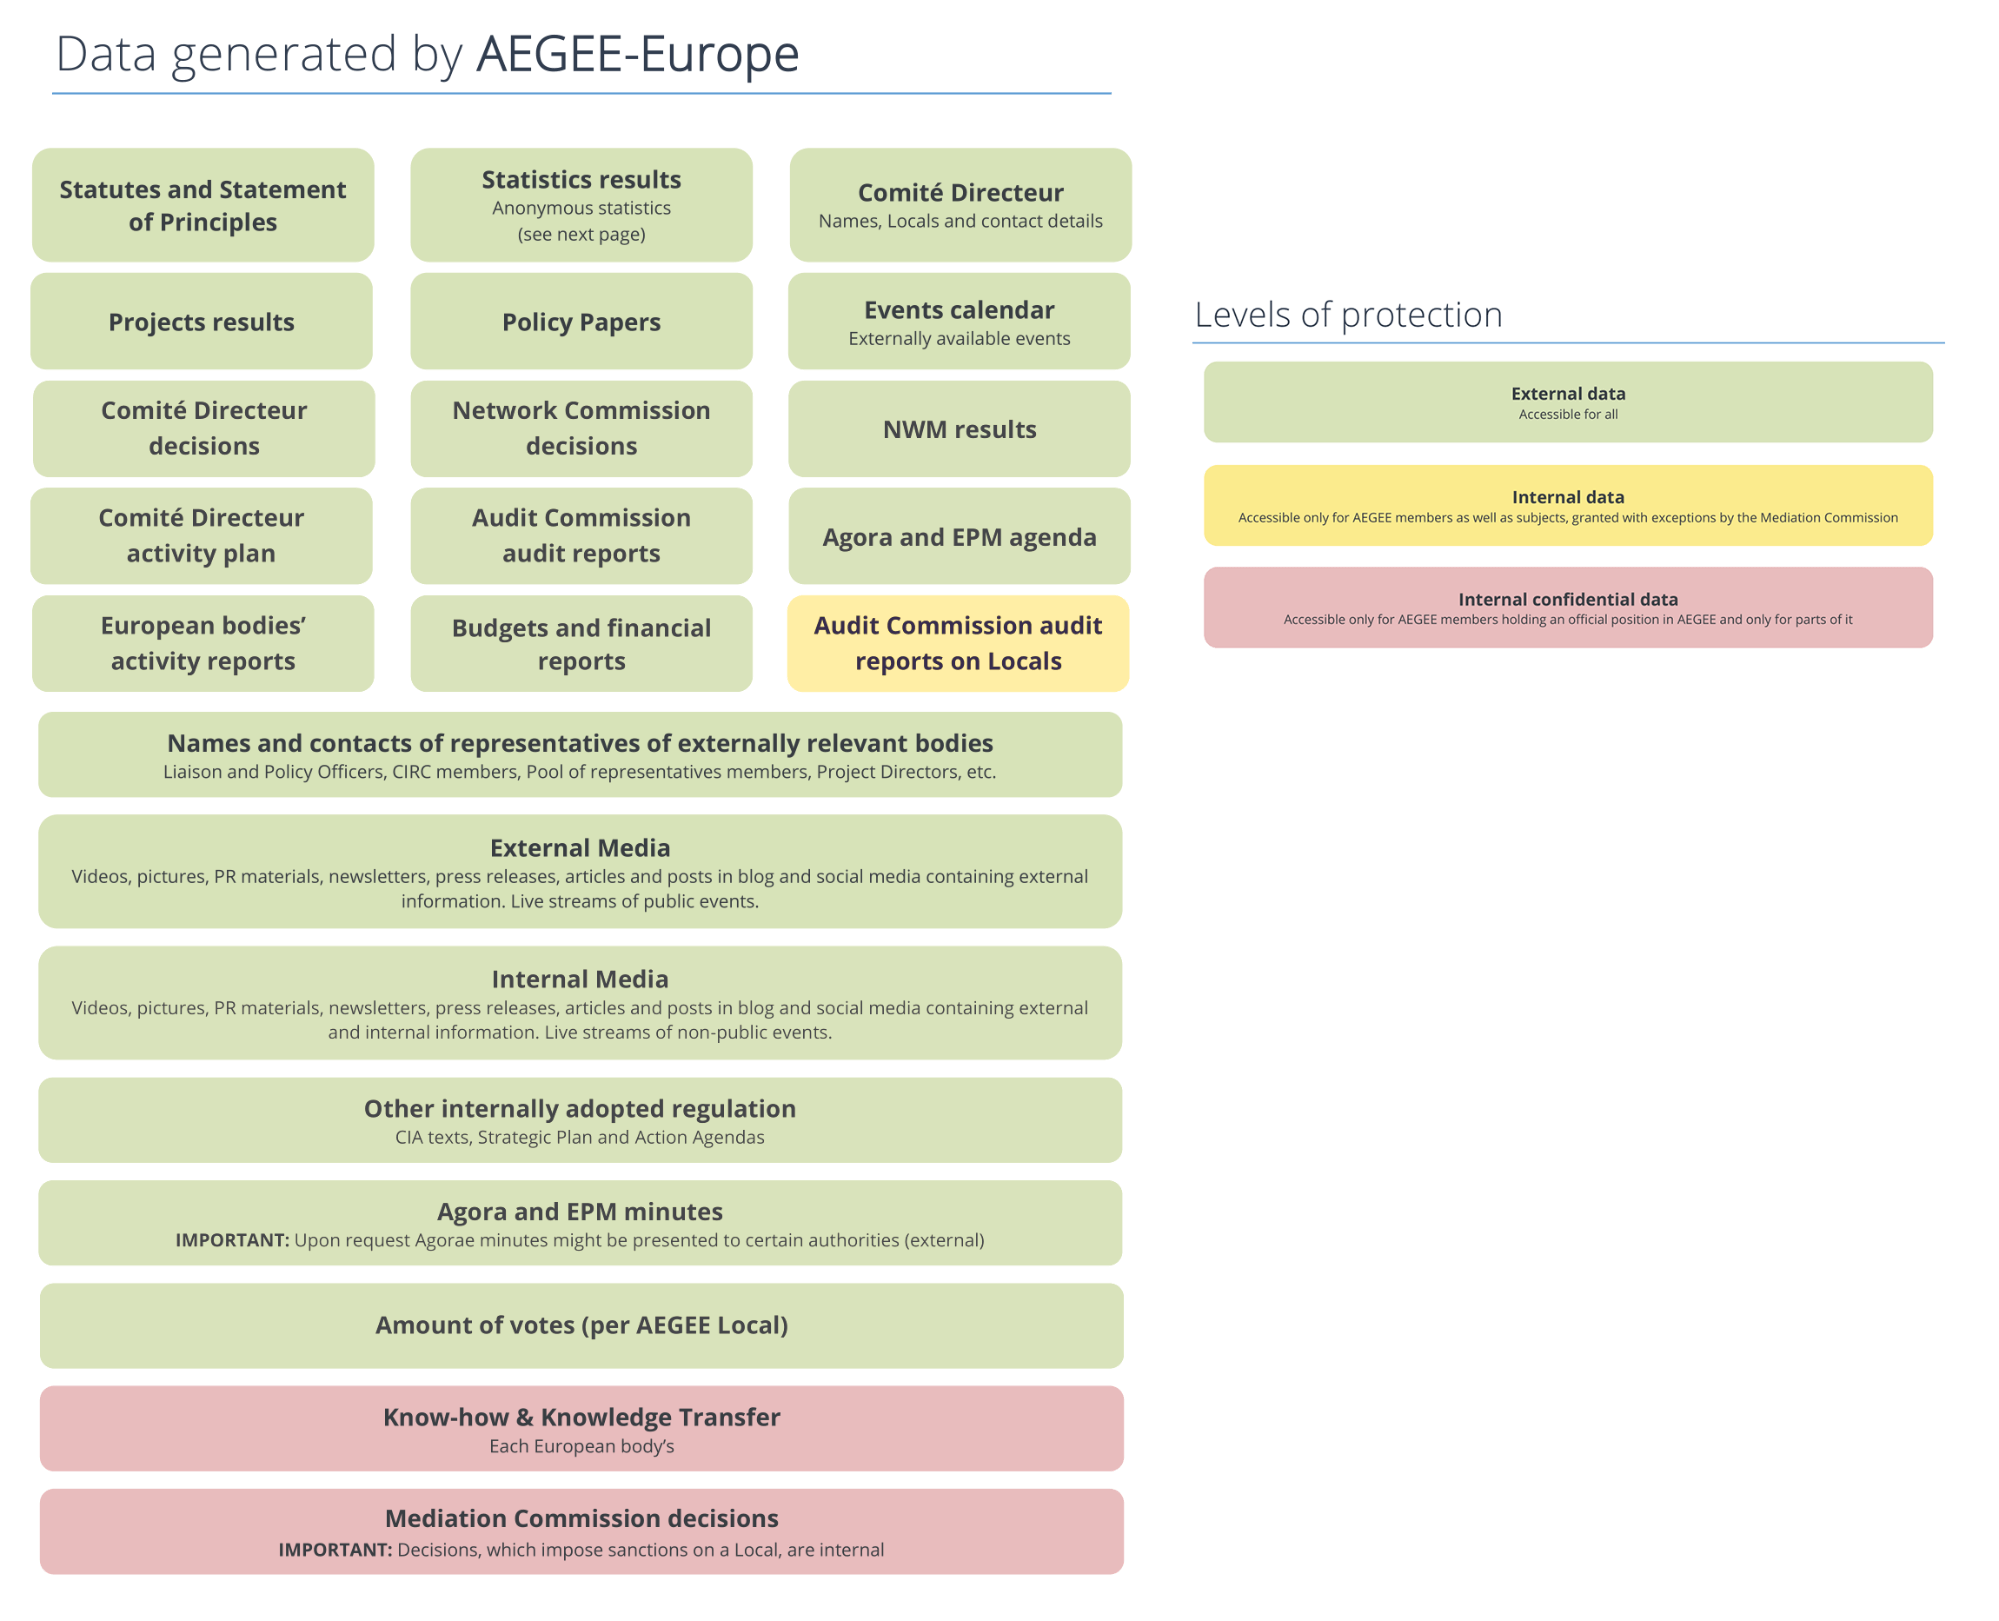 Data generated by AEGEE-Europe
Statutes and Statement
of Principles
Statistics results
Anonymous statistics
(see next page)
Comité Directeur
Names, Locals and contact details
Projects results
Policy Papers
Events calendar
Externally available events
Comité Directeur
decisions
Network Commission
decisions
NWM results
Comité Directeur
activity plan
Audit Commission
audit reports
Agora and EPM agenda
European bodies’
activity reports
Budgets and financial
reports
Audit Commission audit
reports on Locals
Names and contacts of representatives of externally relevant bodies
Liaison and Policy Officers, CIRC members, Pool of representatives members, Project Directors, etc.
External Media
Videos, pictures, PR materials, newsletters, press releases, articles and posts in blog and social media containing external
information. Live streams of public events.
Internal Media
Videos, pictures, PR materials, newsletters, press releases, articles and posts in blog and social media containing external
and internal information. Live streams of non-public events.
Other internally adopted regulation
CIA texts, Strategic Plan and Action Agendas
Agora and EPM minutes
IMPORTANT: Upon request Agorae minutes might be presented to certain authorities (external)
Amount of votes (per AEGEE Local)
Know-how & Knowledge Transfer
Each European body’s
Mediation Commission decisions
IMPORTANT: Decisions, which impose sanctions on a Local, are internal
Levels of protection
External data
Accessible for all
Internal data
Accessible only for AEGEE members as well as subjects, granted with exceptions by the Mediation Commission
Internal confidential data
Accessible only for AEGEE members holding an official position in AEGEE and only for parts of it